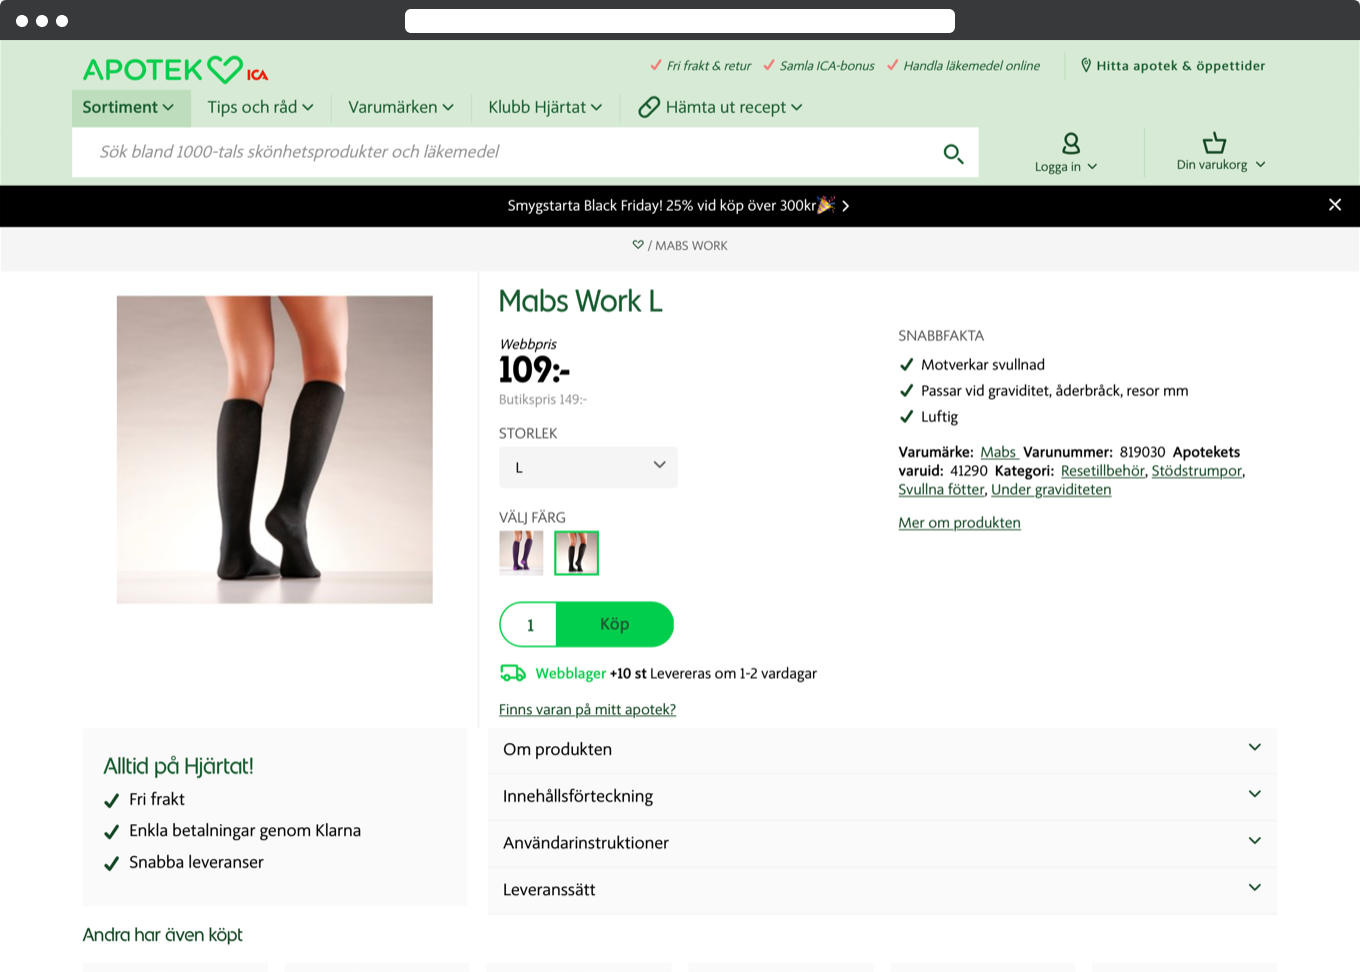 APOTEK ICA
Fri frakt & retur Samla ICA-bonus Handla läkemedel online Hitta apotek & öppettider
Sortiment Tips och råd Varumärken Klubb Hjärtat Hämta ut recept
Sök bland 1000-tals skönhetsprodukter och läkemedel
Logga in Din varukorg
Smygstarta Black Friday! 25% vid köp över 300kr🎉
/ MABS WORK
Mabs Work L
Webbpris
109:-
Butikspris 149:-
STORLEK
L
VÄLJ FÄRG
1 Köp
Webblager +10 st Levereras om 1-2 vardagar
Finns varan på mitt apotek?
SNABBFAKTA
Motverkar svullnad
Passar vid graviditet, åderbråck, resor mm
Luftig
Varumärke: Mabs Varunummer: 819030 Apotekets
varuid: 41290 Kategori: Resetillbehör, Stödstrumpor,
Svullna fötter, Under graviditeten
Mer om produkten
Alltid på Hjärtat!
Fri frakt
Enkla betalningar genom Klarna
Snabba leveranser
Om produkten
Innehållsförteckning
Användarinstruktioner
Leveranssätt
Andra har även köpt